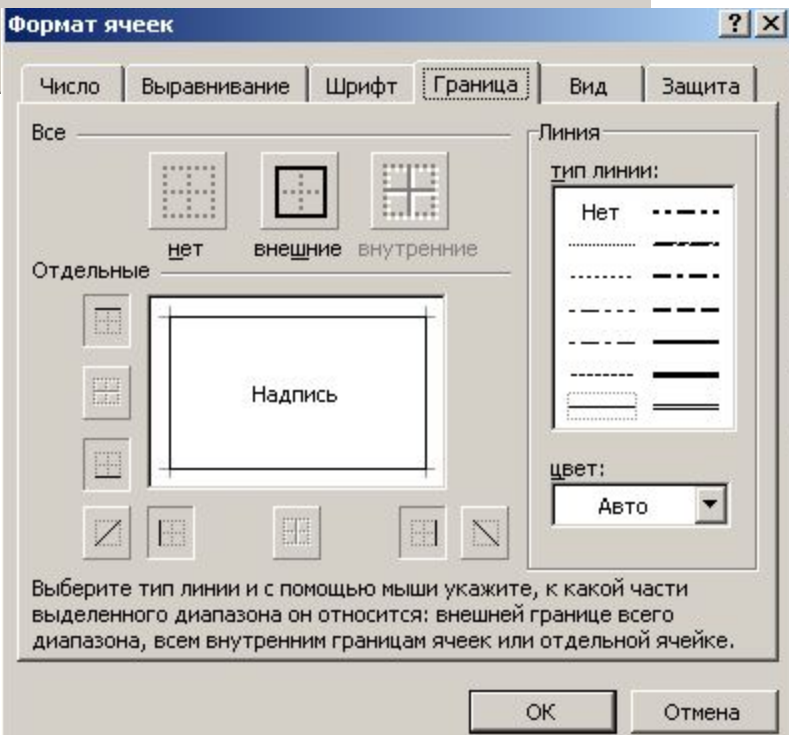 Формат ячеек
Число Выравнивание Шрифт Граница Вид Защита
Все
нет внешние внутренние
Отдельные
Надпись
Линия
тип линии:
Нет
цвет:
Авто
Выберите тип линии и с помощью мыши укажите, к какой части
выделенного диапазона он относится: внешней границе всего
диапазона, всем внутренним границам ячеек или отдельной ячейке.
ОК Отмена